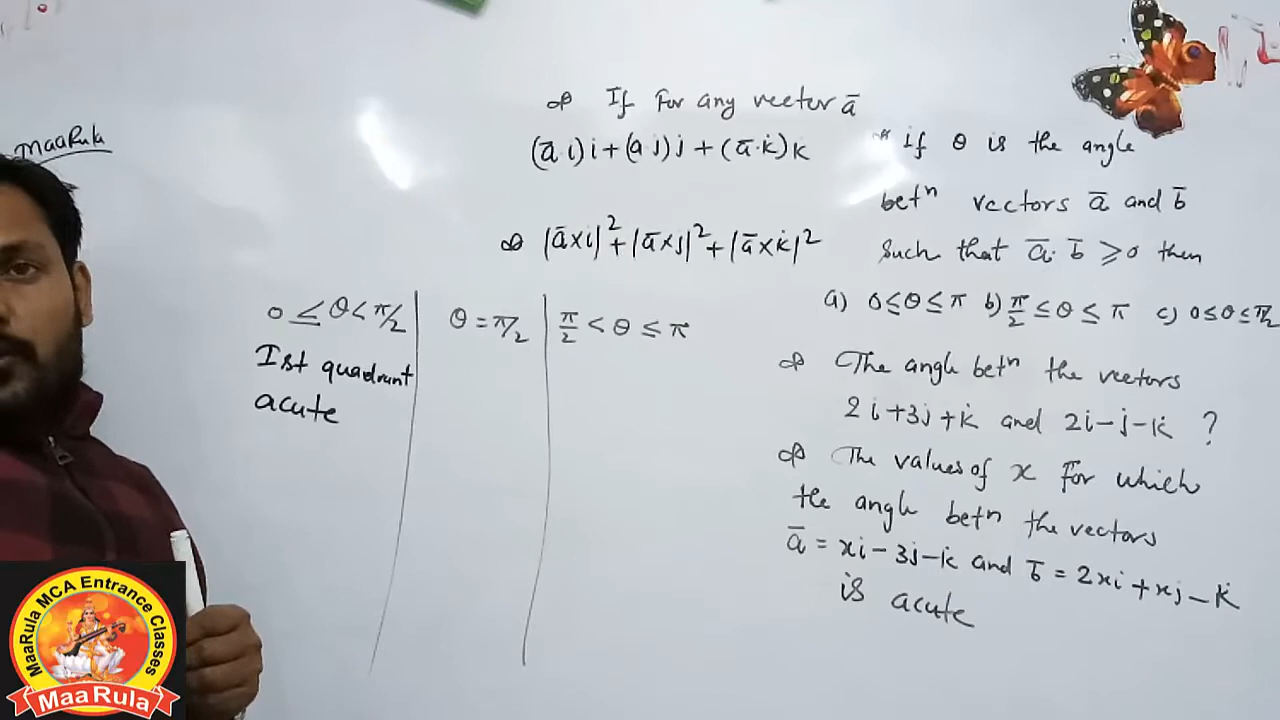 MaaRula
If For any vector a̅
(a̅.i)i+(a.j)j+(a̅.k)k
|a̅×i|²+|a̅×j|²+|a̅×k|²
0 ≤ θ < π/2
Ist quadrant
acute
θ = π/2
π/2 < θ ≤ π
If θ is the angle
betⁿ vectors a̅ and b̅
Such that a̅.b̅ ≥ 0 then
a) 0≤θ≤π b) π/2 ≤ θ ≤ π c) 0≤θ≤π/2
The angle betⁿ the vectors
2i+3j+k and 2i-j-k ?
The values of x for which
the angle betⁿ the vectors
a̅ = xi-3j-k and b̅ = 2xi+xj-k
is acute
MaaRula MCA Entrance Classes
MaaRula